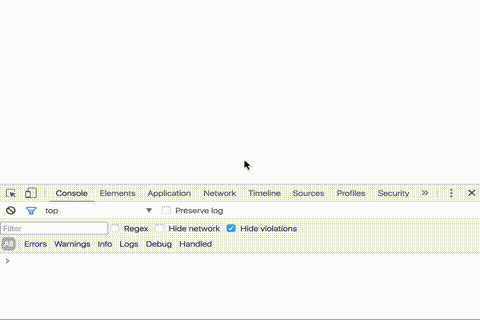 Console Elements Application Network Timeline Sources Profiles Security
top Preserve log
Filter Regex Hide network Hide violations
All Errors Warnings Info Logs Debug Handled